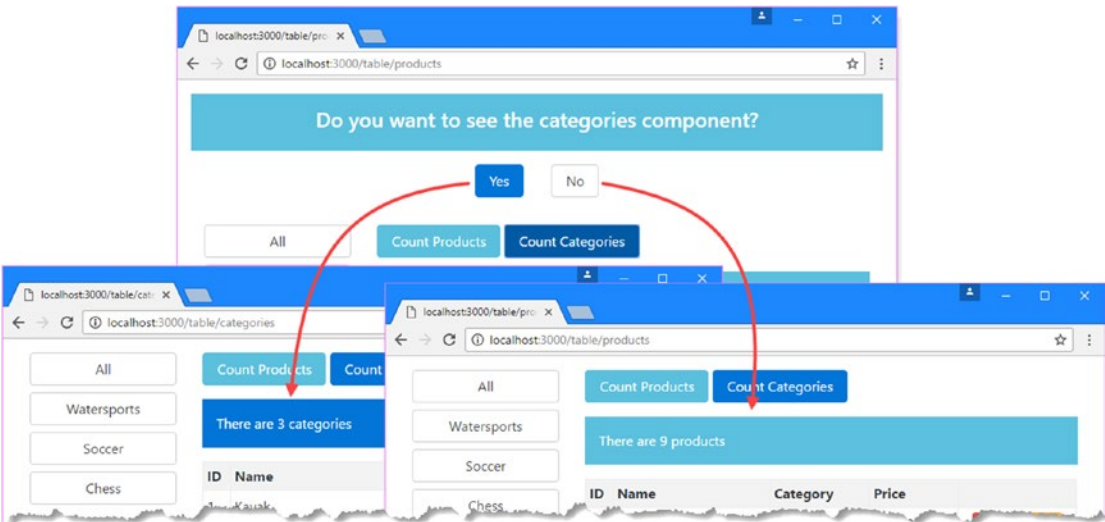 localhost:3000/table/pro
localhost:3000/table/products
Do you want to see the categories component?
Yes
No
All
Count Products
Count Categories
localhost:3000/table/cat
localhost:3000/table/categories
All
Count Products
Count
Watersports
There are 3 categories
Soccer
Chess
ID Name
Kayak
localhost:3000/table/pro
localhost:3000/table/products
All
Count Products
Count Categories
Watersports
There are 9 products
Soccer
Chess
ID Name Category Price